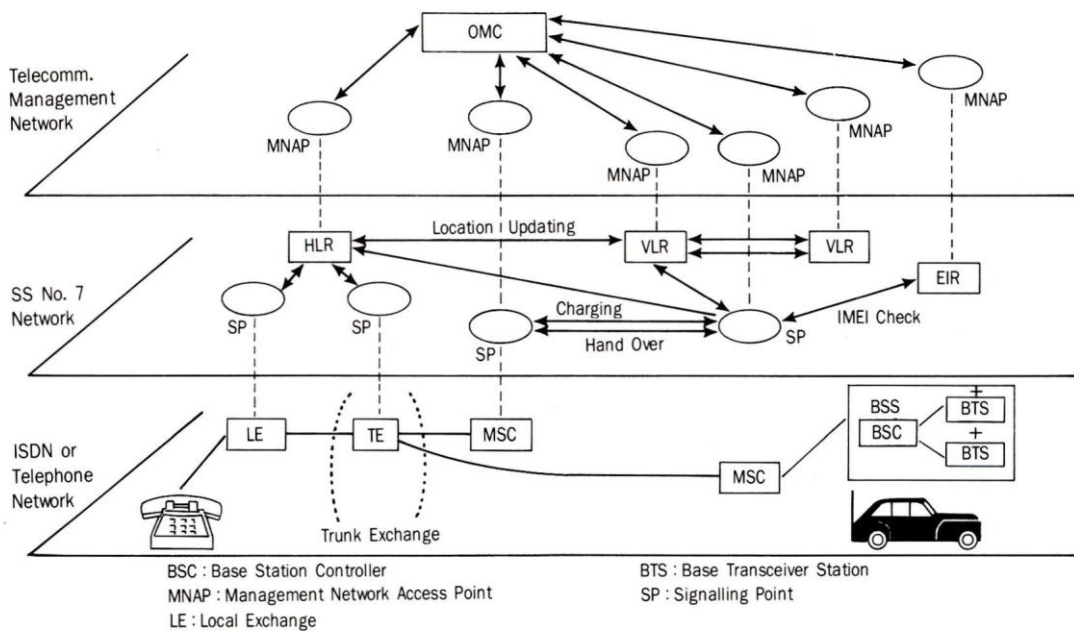 OMC
Telecomm.
Management
Network
MNAP
MNAP
MNAP
MNAP
MNAP
MNAP
Location Updating
HLR
VLR
VLR
EIR
SS No. 7
Network
SP
SP
SP
Charging
Hand Over
SP
IMEI Check
ISDN or
Telephone
Network
LE
TE
MSC
MSC
BSS
BSC
+
BTS
+
BTS
Trunk Exchange
BSC : Base Station Controller
MNAP : Management Network Access Point
LE : Local Exchange
BTS : Base Transceiver Station
SP : Signalling Point